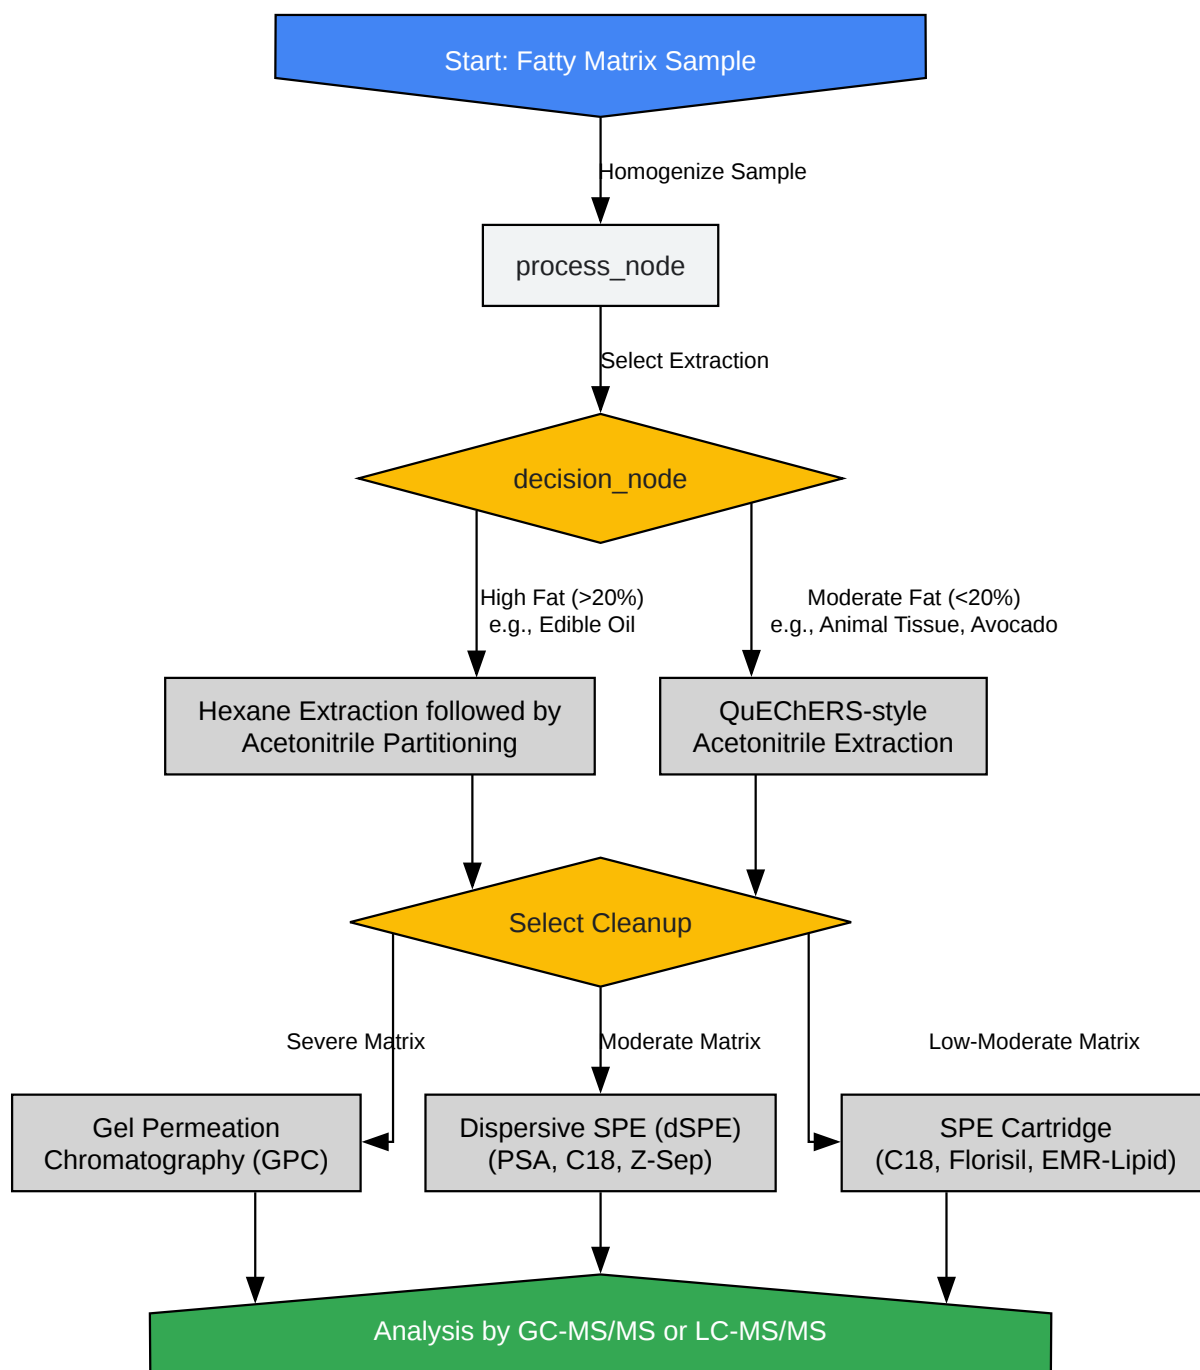 Start: Fatty Matrix Sample
Homogenize Sample
process_node
Select Extraction
decision_node
High Fat (>20%)
e.g., Edible Oil
Moderate Fat (<20%)
e.g., Animal Tissue, Avocado
Hexane Extraction followed by
Acetonitrile Partitioning
QuEChERS-style
Acetonitrile Extraction
Select Cleanup
Severe Matrix
Moderate Matrix
Low-Moderate Matrix
Gel Permeation
Chromatography (GPC)
Dispersive SPE (dSPE)
(PSA, C18, Z-Sep)
SPE Cartridge
(C18, Florisil, EMR-Lipid)
Analysis by GC-MS/MS or LC-MS/MS